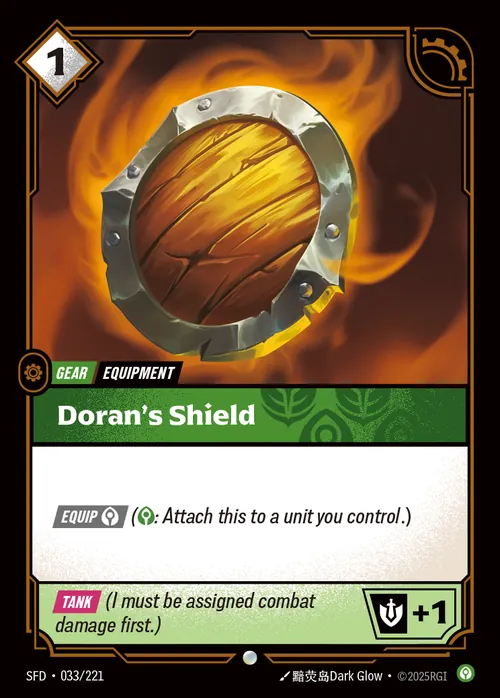 1
GEAR EQUIPMENT
Doran's Shield
EQUIP (: Attach this to a unit you control.)
TANK (I must be assigned combat
damage first.)
+1
SFD • 033/221
黯荧岛Dark Glow • ©2025RGI